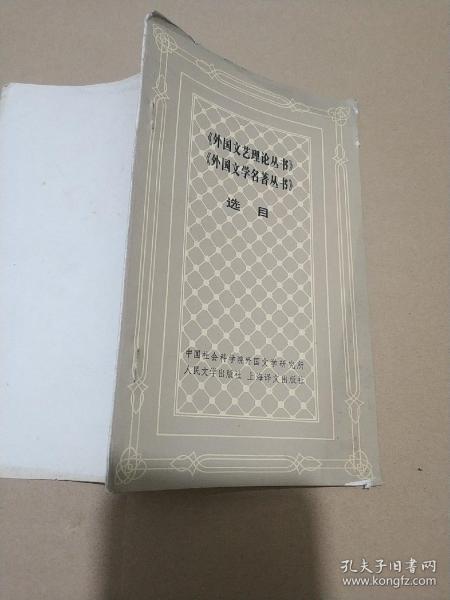 《外国文艺理论丛书》
《外国文学名著丛书》
选目
中国社会科学院外国文学研究所
人民文学出版社 上海译文出版社
孔夫子旧书网
www.kongfz.com